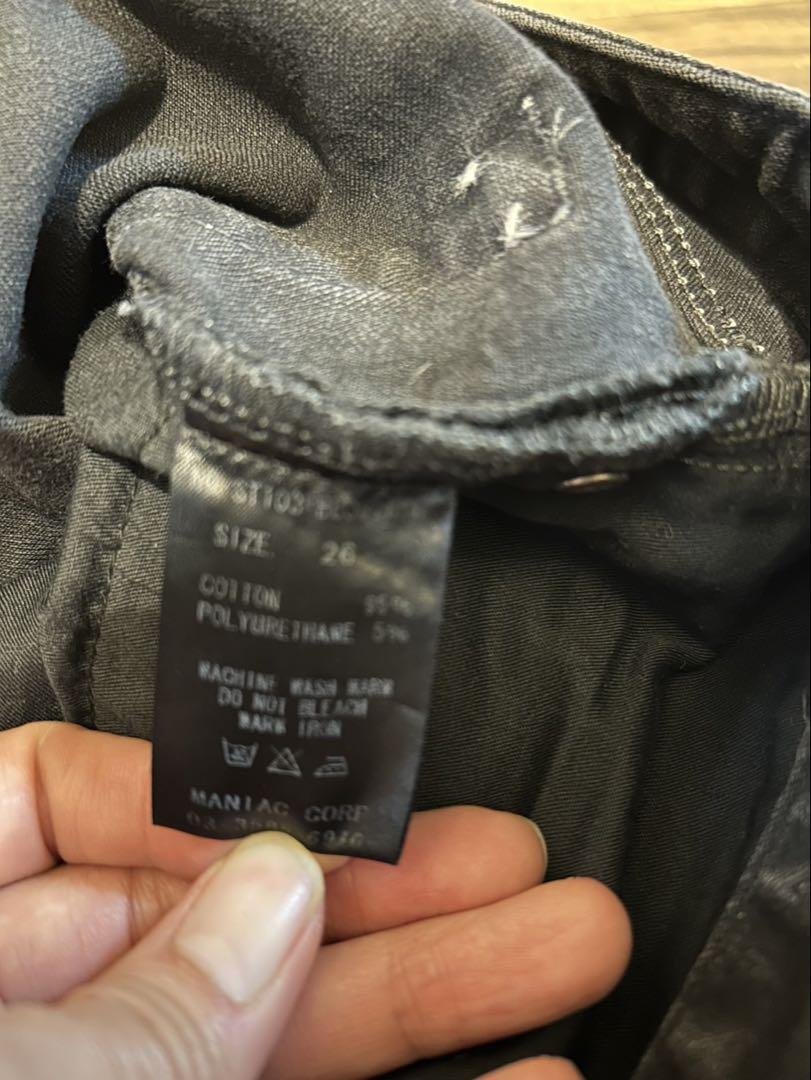 SIZE 26
COTTON 95%
POLYURETHANE 5%
MACHINE WASH WARM
DO NOT BLEACH
WARM IRON
MANIAC CORP